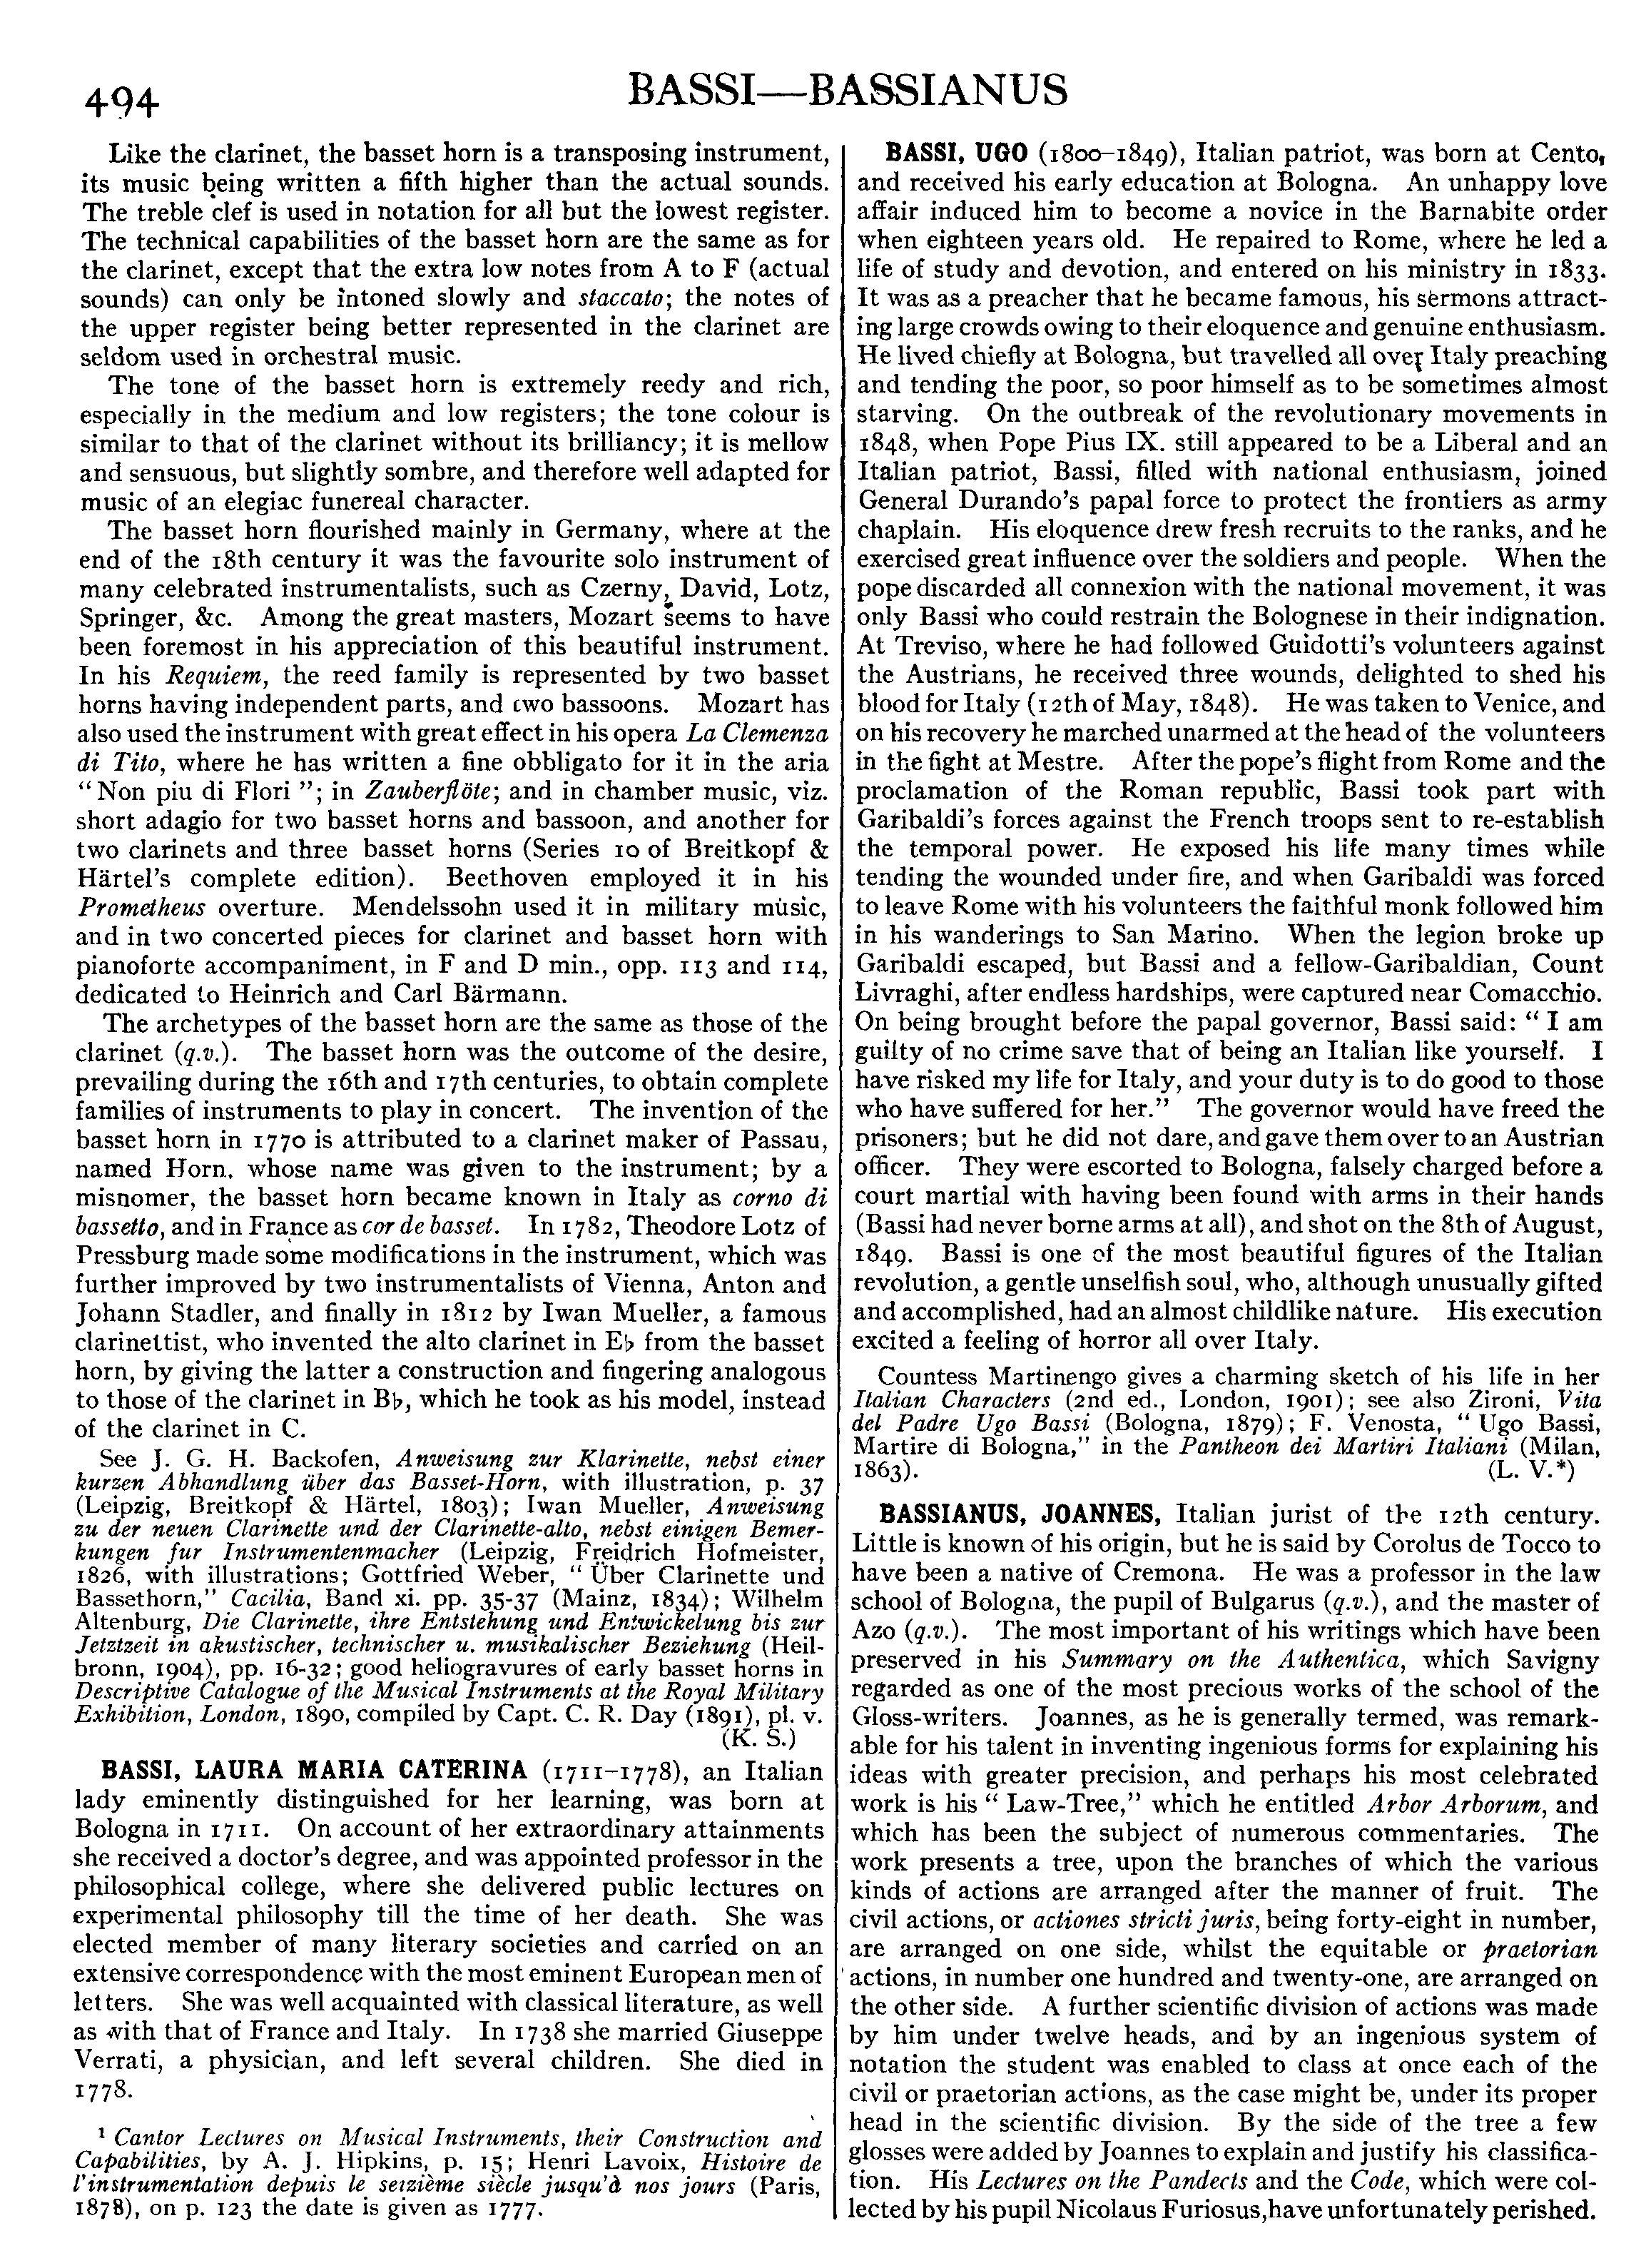 494
BASSI—BASSIANUS
Like the clarinet, the basset horn is a transposing instrument,
its music being written a fifth higher than the actual sounds.
The treble clef is used in notation for all but the lowest register.
The technical capabilities of the basset horn are the same as for
the clarinet, except that the extra low notes from A to F (actual
sounds) can only be intoned slowly and staccato; the notes of
the upper register being better represented in the clarinet are
seldom used in orchestral music.
The tone of the basset horn is extremely reedy and rich,
especially in the medium and low registers; the tone colour is
similar to that of the clarinet without its brilliancy; it is mellow
and sensuous, but slightly sombre, and therefore well adapted for
music of an elegiac funereal character.
The basset horn flourished mainly in Germany, where at the
end of the 18th century it was the favourite solo instrument of
many celebrated instrumentalists, such as Czerny, David, Lotz,
Springer, &c. Among the great masters, Mozart seems to have
been foremost in his appreciation of this beautiful instrument.
In his Requiem, the reed family is represented by two basset
horns having independent parts, and two bassoons. Mozart has
also used the instrument with great effect in his opera La Clemenza
di Tito, where he has written a fine obbligato for it in the aria
“Non piu di Flori”; in Zauberflöte; and in chamber music, viz.
short adagio for two basset horns and bassoon, and another for
two clarinets and three basset horns (Series 10 of Breitkopf &
Härtel's complete edition). Beethoven employed it in his
Prometheus overture. Mendelssohn used it in military music,
and in two concerted pieces for clarinet and basset horn with
pianoforte accompaniment, in F and D min., opp. 113 and 114,
dedicated to Heinrich and Carl Bärmann.
The archetypes of the basset horn are the same as those of the
clarinet (q.v.). The basset horn was the outcome of the desire,
prevailing during the 16th and 17th centuries, to obtain complete
families of instruments to play in concert. The invention of the
basset horn in 1770 is attributed to a clarinet maker of Passau,
named Horn, whose name was given to the instrument; by a
misnomer, the basset horn became known in Italy as corno di
bassetto, and in France as cor de basset. In 1782, Theodore Lotz of
Pressburg made some modifications in the instrument, which was
further improved by two instrumentalists of Vienna, Anton and
Johann Stadler, and finally in 1812 by Iwan Mueller, a famous
clarinettist, who invented the alto clarinet in E♭ from the basset
horn, by giving the latter a construction and fingering analogous
to those of the clarinet in B♭, which he took as his model, instead
of the clarinet in C.
See J. G. H. Backofen, Anweisung zur Klarinette, nebst einer
kurzen Abhandlung über das Basset-Horn, with illustration, p. 37
(Leipzig, Breitkopf & Härtel, 1803); Iwan Mueller, Anweisung
zu der neuen Clarinette und der Clarinette-alto, nebst einigen Bemer-
kungen fur Instrumentenmacher (Leipzig, Freidrich Hofmeister,
1826, with illustrations; Gottfried Weber, “Über Clarinette und
Bassethorn,” Cacilia, Band xi. pp. 35-37 (Mainz, 1834); Wilhelm
Altenburg, Die Clarinette, ihre Entstehung und Entwickelung bis zur
Jetztzeit in akustischer, technischer u. musikalischer Beziehung (Heil-
bronn, 1904), pp. 16-32; good heliogravures of early basset horns in
Descriptive Catalogue of the Musical Instruments at the Royal Military
Exhibition, London, 1890, compiled by Capt. C. R. Day (1891), pl. v.
(K. S.)
BASSI, LAURA MARIA CATERINA (1711-1778), an Italian
lady eminently distinguished for her learning, was born at
Bologna in 1711. On account of her extraordinary attainments
she received a doctor's degree, and was appointed professor in the
philosophical college, where she delivered public lectures on
experimental philosophy till the time of her death. She was
elected member of many literary societies and carried on an
extensive correspondence with the most eminent European men of
letters. She was well acquainted with classical literature, as well
as with that of France and Italy. In 1738 she married Giuseppe
Verrati, a physician, and left several children. She died in
1778.
¹ Cantor Lectures on Musical Instruments, their Construction and
Capabilities, by A. J. Hipkins, p. 15; Henri Lavoix, Histoire de
l'instrumentation depuis le seizième siècle jusqu'à nos jours (Paris,
1878), on p. 123 the date is given as 1777.
BASSI, UGO (1800-1849), Italian patriot, was born at Cento,
and received his early education at Bologna. An unhappy love
affair induced him to become a novice in the Barnabite order
when eighteen years old. He repaired to Rome, where he led a
life of study and devotion, and entered on his ministry in 1833.
It was as a preacher that he became famous, his sermons attract-
ing large crowds owing to their eloquence and genuine enthusiasm.
He lived chiefly at Bologna, but travelled all over Italy preaching
and tending the poor, so poor himself as to be sometimes almost
starving. On the outbreak of the revolutionary movements in
1848, when Pope Pius IX. still appeared to be a Liberal and an
Italian patriot, Bassi, filled with national enthusiasm, joined
General Durando's papal force to protect the frontiers as army
chaplain. His eloquence drew fresh recruits to the ranks, and he
exercised great influence over the soldiers and people. When the
pope discarded all connexion with the national movement, it was
only Bassi who could restrain the Bolognese in their indignation.
At Treviso, where he had followed Guidotti's volunteers against
the Austrians, he received three wounds, delighted to shed his
blood for Italy (12th of May, 1848). He was taken to Venice, and
on his recovery he marched unarmed at the head of the volunteers
in the fight at Mestre. After the pope's flight from Rome and the
proclamation of the Roman republic, Bassi took part with
Garibaldi's forces against the French troops sent to re-establish
the temporal power. He exposed his life many times while
tending the wounded under fire, and when Garibaldi was forced
to leave Rome with his volunteers the faithful monk followed him
in his wanderings to San Marino. When the legion broke up
Garibaldi escaped, but Bassi and a fellow-Garibaldian, Count
Livraghi, after endless hardships, were captured near Comacchio.
On being brought before the papal governor, Bassi said: “I am
guilty of no crime save that of being an Italian like yourself. I
have risked my life for Italy, and your duty is to do good to those
who have suffered for her.” The governor would have freed the
prisoners; but he did not dare, and gave them over to an Austrian
officer. They were escorted to Bologna, falsely charged before a
court martial with having been found with arms in their hands
(Bassi had never borne arms at all), and shot on the 8th of August,
1849. Bassi is one of the most beautiful figures of the Italian
revolution, a gentle unselfish soul, who, although unusually gifted
and accomplished, had an almost childlike nature. His execution
excited a feeling of horror all over Italy.
Countess Martinengo gives a charming sketch of his life in her
Italian Characters (2nd ed., London, 1901); see also Zironi, Vita
del Padre Ugo Bassi (Bologna, 1879); F. Venosta, “Ugo Bassi,
Martire di Bologna,” in the Pantheon dei Martiri Italiani (Milan,
1863). (L. V.*)
BASSIANUS, JOANNES, Italian jurist of the 12th century.
Little is known of his origin, but he is said by Corolus de Tocco to
have been a native of Cremona. He was a professor in the law
school of Bologna, the pupil of Bulgarus (q.v.), and the master of
Azo (q.v.). The most important of his writings which have been
preserved in his Summary on the Authentica, which Savigny
regarded as one of the most precious works of the school of the
Gloss-writers. Joannes, as he is generally termed, was remark-
able for his talent in inventing ingenious forms for explaining his
ideas with greater precision, and perhaps his most celebrated
work is his “Law-Tree,” which he entitled Arbor Arborum, and
which has been the subject of numerous commentaries. The
work presents a tree, upon the branches of which the various
kinds of actions are arranged after the manner of fruit. The
civil actions, or actiones stricti juris, being forty-eight in number,
are arranged on one side, whilst the equitable or praetorian
actions, in number one hundred and twenty-one, are arranged on
the other side. A further scientific division of actions was made
by him under twelve heads, and by an ingenious system of
notation the student was enabled to class at once each of the
civil or praetorian actions, as the case might be, under its proper
head in the scientific division. By the side of the tree a few
glosses were added by Joannes to explain and justify his classifica-
tion. His Lectures on the Pandects and the Code, which were col-
lected by his pupil Nicolaus Furiosus, have unfortunately perished.